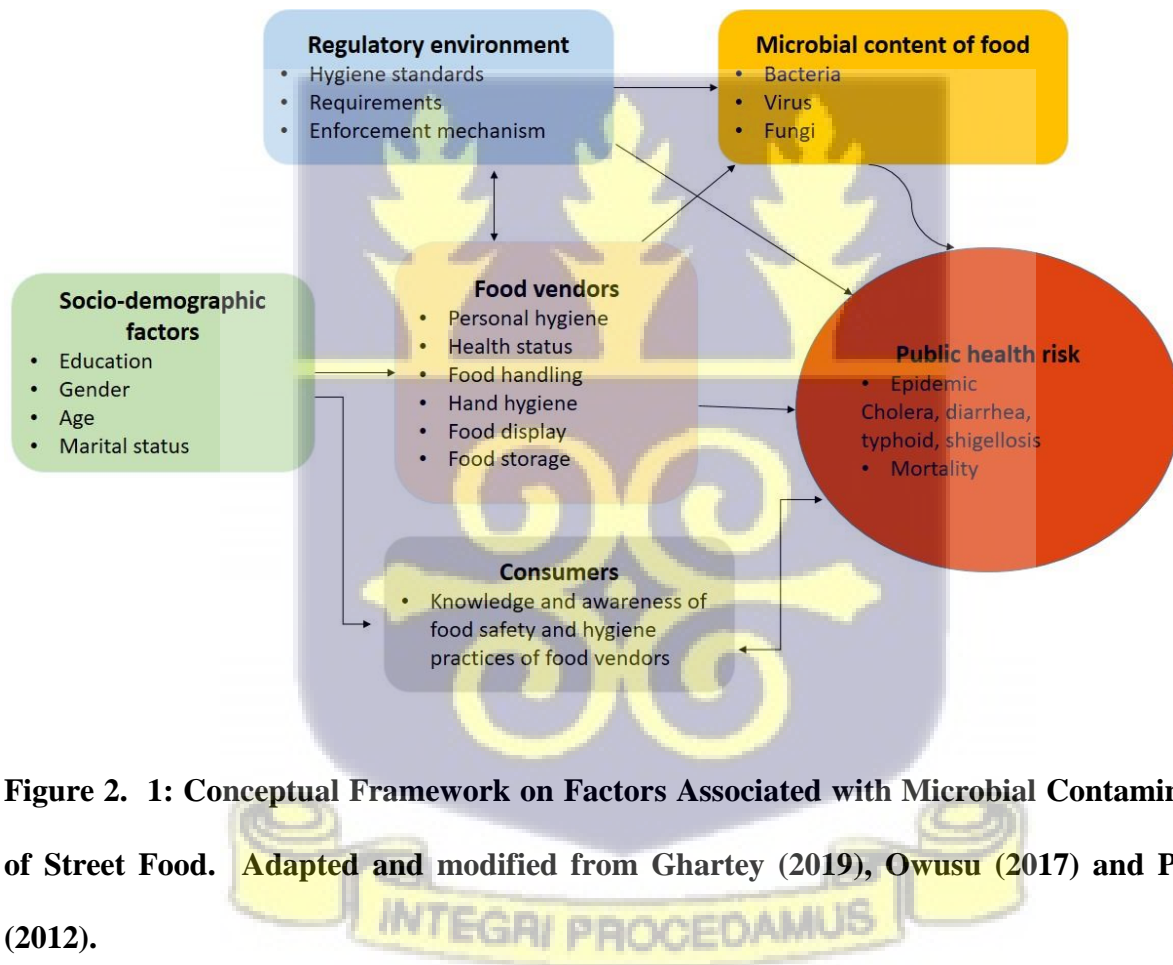 Regulatory environment
• Hygiene standards
• Requirements
• Enforcement mechanism
Microbial content of food
• Bacteria
• Virus
• Fungi
Socio-demographic
factors
• Education
• Gender
• Age
• Marital status
Food vendors
• Personal hygiene
• Health status
• Food handling
• Hand hygiene
• Food display
• Food storage
Public health risk
• Epidemic
Cholera, diarrhea,
typhoid, shigellosis
• Mortality
Consumers
• Knowledge and awareness of
food safety and hygiene
practices of food vendors
Figure 2. 1: Conceptual Framework on Factors Associated with Microbial
of Street Food. Adapted and modified from Ghartey (2019), Owusu (2017) and
(2012).
INTEGRI PROCEDAMUS